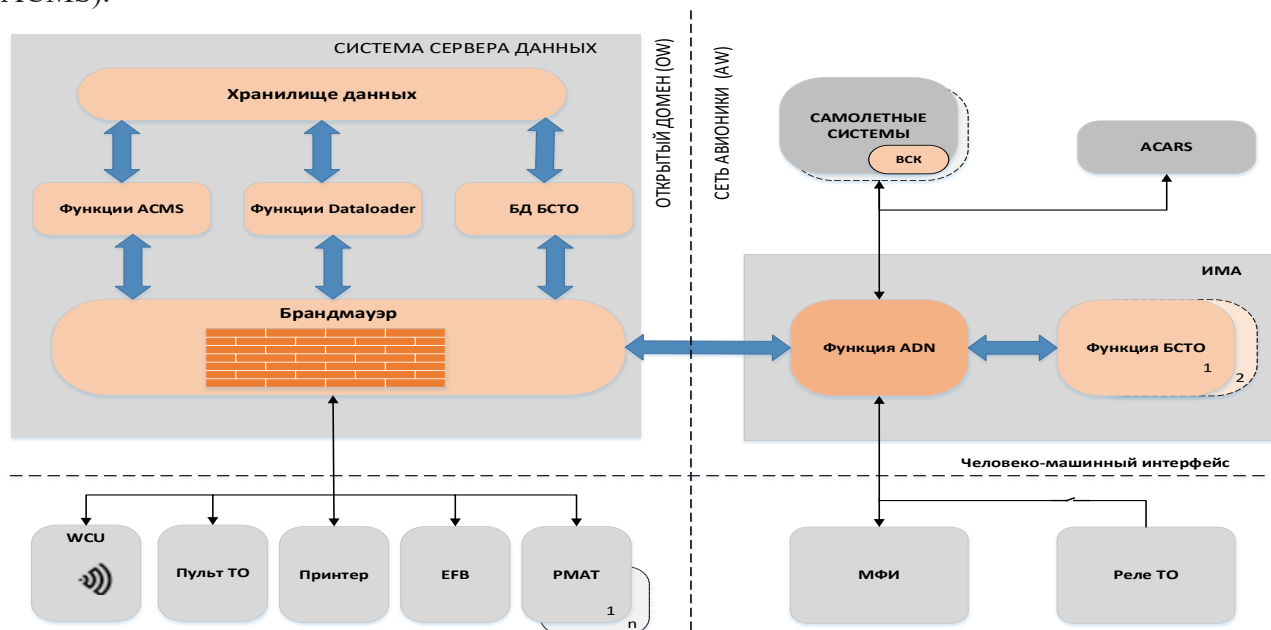 ACMS).
СИСТЕМА СЕРВЕРА ДАННЫХ
Хранилище данных
Функции ACMS
Функции Dataloader
БД БСТО
Брандмауэр
ОТКРЫТЫЙ ДОМЕН (OW)
СЕТЬ АВИОНИКИ (AW)
САМОЛЕТНЫЕ
СИСТЕМЫ
ВСК
ACARS
ИМА
Функция ADN
Функция БСТО
1
2
Человеко-машинный интерфейс
WCU
Пульт ТО
Принтер
EFB
PMAT
1
n
МФИ
Реле ТО